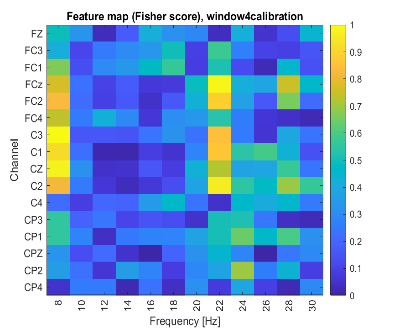 Feature map (Fisher score), window4calibration
Channel
FZ
FC3
FC1
FCz
FC2
FC4
C3
C1
CZ
C2
C4
CP3
CP1
CPZ
CP2
CP4
8 10 12 14 16 18 20 22 24 26 28 30
Frequency [Hz]
1
0.9
0.8
0.7
0.6
0.5
0.4
0.3
0.2
0.1
0